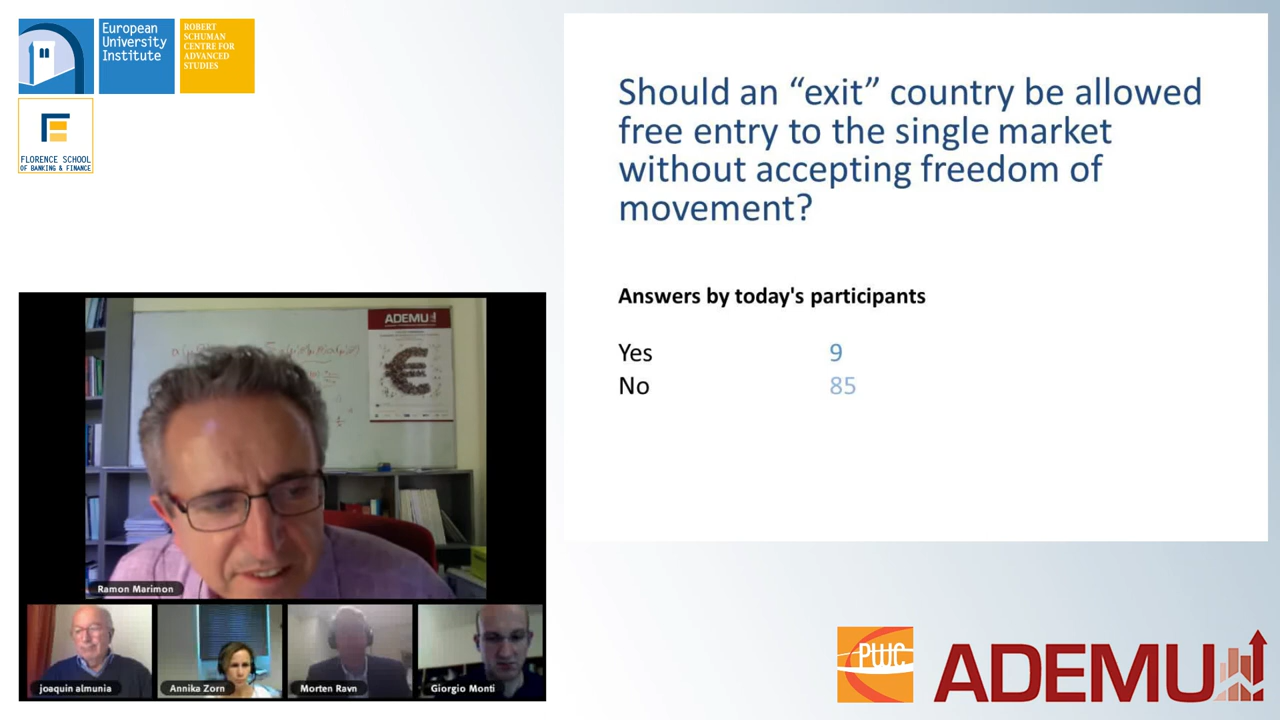 European
University
Institute
ROBERT
SCHUMAN
CENTRE FOR
ADVANCED
STUDIES
FLORENCE SCHOOL
OF BANKING & FINANCE
Should an “exit” country be allowed
free entry to the single market
without accepting freedom of
movement?
Answers by today's participants
Yes 9
No 85
ADEMU
Ramon Marimon
joaquin almunia
Annika Zorn
Morten Ravn
Giorgio Monti
PWC
ADEMU